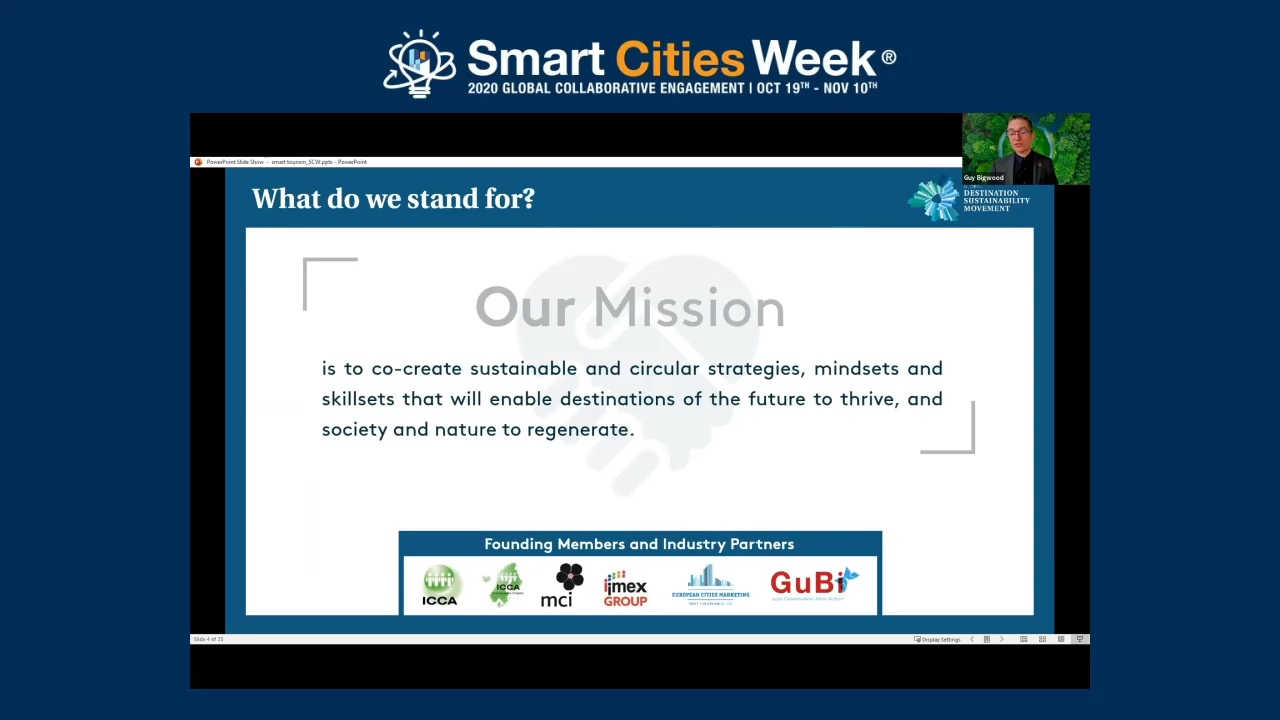 Smart Cities Week®
2020 GLOBAL COLLABORATIVE ENGAGEMENT | OCT 19TH - NOV 10TH
PowerPoint Slide Show - smart tourism_SCW.pptx - PowerPoint
Guy Bigwood
What do we stand for?
DESTINATION
SUSTAINABILITY
MOVEMENT
Our Mission
is to co-create sustainable and circular strategies, mindsets and
skillsets that will enable destinations of the future to thrive, and
society and nature to regenerate.
Founding Members and Industry Partners
ICCA
ICCA
mci
imex
GROUP
EUROPEAN CITIES MARKETING
GuBi
Slide 4 of 35
Display Settings